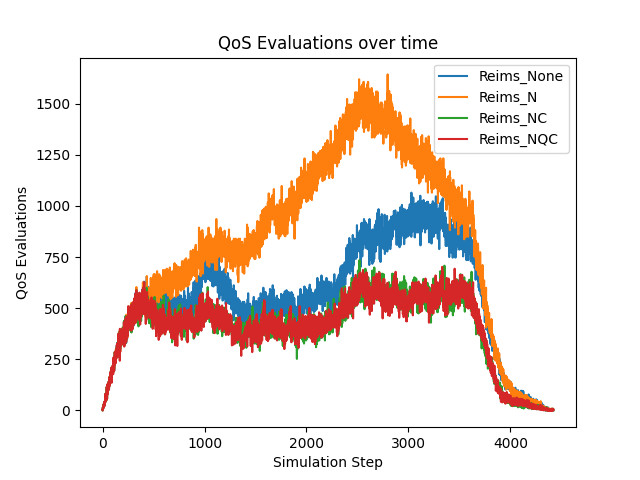 QoS Evaluations over time
QoS Evaluations
1500
1250
1000
750
500
250
0
Reims_None
Reims_N
Reims_NC
Reims_NQC
0 1000 2000 3000 4000
Simulation Step